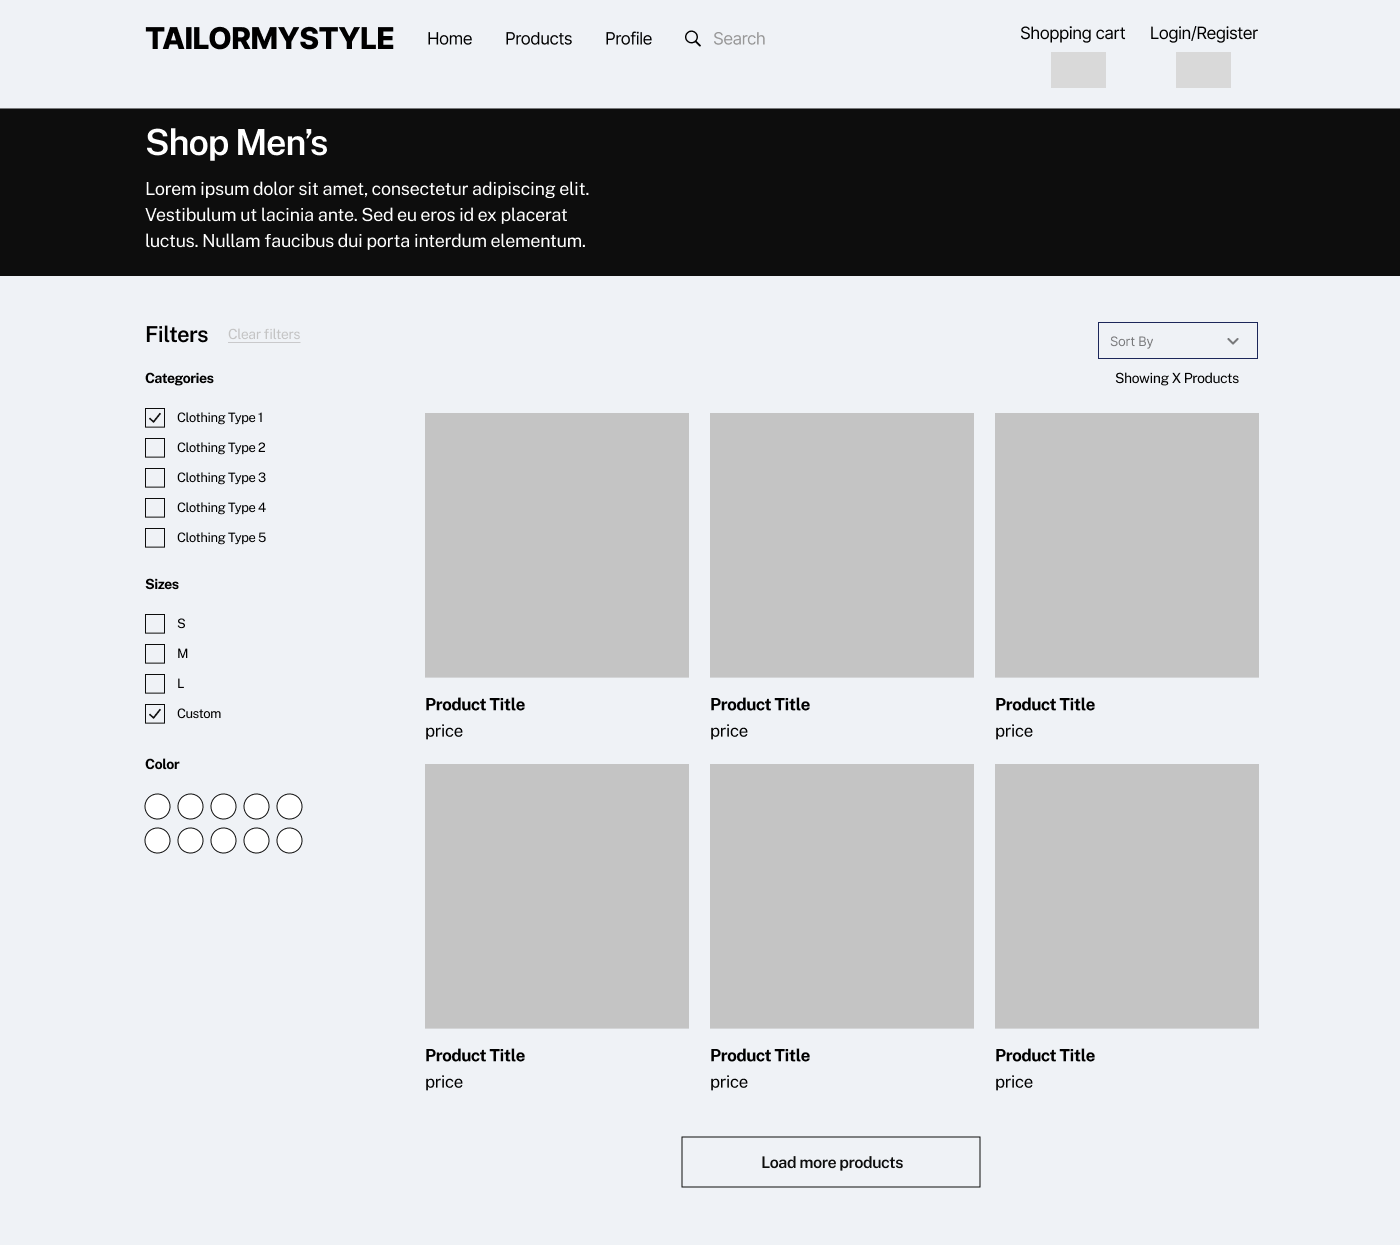 TAILORMYSTYLE
Home
Products
Profile
Search
Shopping cart
Login/Register
Shop Men’s
Lorem ipsum dolor sit amet, consectetur adipiscing elit.
Vestibulum ut lacinia ante. Sed eu eros id ex placerat
luctus. Nullam faucibus dui porta interdum elementum.
Filters
Clear filters
Categories
Clothing Type 1
Clothing Type 2
Clothing Type 3
Clothing Type 4
Clothing Type 5
Sizes
S
M
L
Custom
Color
Sort By
Showing X Products
Product Title
price
Product Title
price
Product Title
price
Product Title
price
Product Title
price
Product Title
price
Load more products